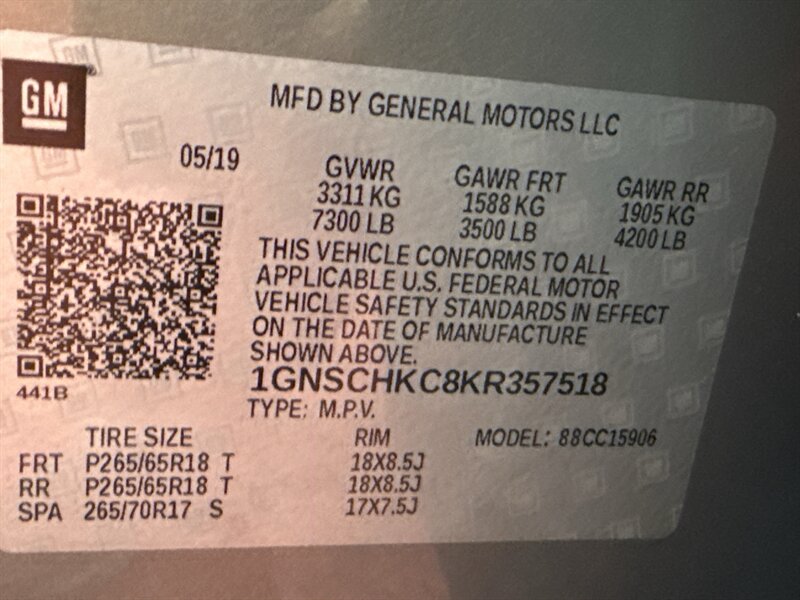 GM
MFD BY GENERAL MOTORS LLC
05/19
GVWR
3311 KG
7300 LB
GAWR FRT
1588 KG
3500 LB
GAWR RR
1905 KG
4200 LB
THIS VEHICLE CONFORMS TO ALL
APPLICABLE U.S. FEDERAL MOTOR
VEHICLE SAFETY STANDARDS IN EFFECT
ON THE DATE OF MANUFACTURE
SHOWN ABOVE.
441B
1GNSCHKC8KR357518
TYPE: M.P.V.
TIRE SIZE RIM MODEL: 88CC15906
FRT P265/65R18 T 18X8.5J
RR P265/65R18 T 18X8.5J
SPA 265/70R17 S 17X7.5J